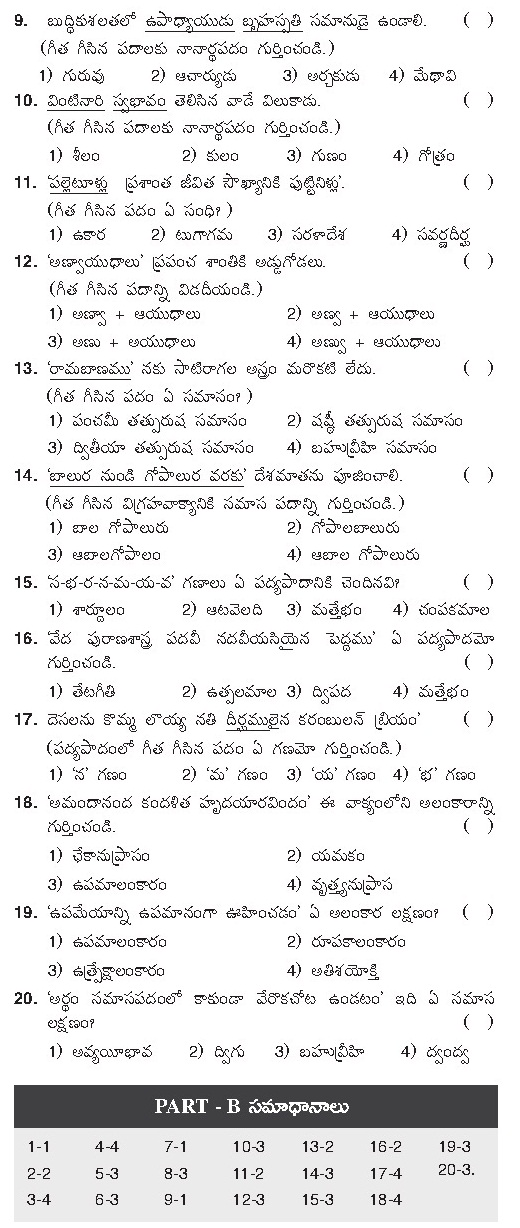 9. బుద్ధికుశలతలో ఉపాధ్యాయుడు బృహస్పతి సమానుడై ఉండాలి. ( )
(గీత గీసిన పదాలకు నానార్థపదం గుర్తించండి.)
1) గురువు 2) ఆచార్యుడు 3) అర్చకుడు 4) మేధావి
10. వింటినారి స్వభావం తెలిసిన వాడే విలుకాడు. ( )
(గీత గీసిన పదాలకు నానార్థపదం గుర్తించండి.)
1) శీలం 2) కులం 3) గుణం 4) గోత్రం
11. 'పల్లెటూళ్లు ప్రశాంత జీవిత సౌఖ్యానికి పుట్టినిళ్లు'. ( )
(గీత గీసిన పదం ఏ సంధి? )
1) ఉకార 2) టుగాగమ 3) సరళాదేశ 4) సవర్ణదీర్ఘ
12. 'అణ్వాయుధాలు' ప్రపంచ శాంతికి అడ్డుగోడలు. ( )
(గీత గీసిన పదాన్ని విడదీయండి.)
1) అణ్వా + ఆయుధాలు 2) అణ్వ + ఆయుధాలు
3) అణు + ఆయుధాలు 4) అణ్వు + ఆయుధాలు
13. 'రామబాణము' నకు సాటిరాగల అస్త్రం మరొకటి లేదు. ( )
(గీత గీసిన పదం ఏ సమాసం? )
1) పంచమీ తత్పురుష సమాసం 2) షష్ఠీ తత్పురుష సమాసం
3) ద్వితీయా తత్పురుష సమాసం 4) బహువ్రీహి సమాసం
14. 'బాలుర నుండి గోపాలుర వరకు' దేశమాతను పూజించాలి. ( )
(గీత గీసిన విగ్రహవాక్యానికి సమాస పదాన్ని గుర్తించండి.)
1) బాల గోపాలురు 2) గోపాలబాలురు
3) ఆబాలగోపాలం 4) ఆబాల గోపాలురు
15. 'స-భ-ర-న-మ-య-వ' గణాలు ఏ పద్యపాదానికి చెందినవి? ( )
1) శార్దూలం 2) ఆటవెలది 3) మత్తేభం 4) చంపకమాల
16. 'వేద పురాణశాస్త్ర పదవీ నదవీయసియైన పెద్దము' ఏ పద్యపాదమో
గుర్తించండి. ( )
1) తేటగీతి 2) ఉత్పలమాల 3) ద్విపద 4) మత్తేభం
17. దెసలను కొమ్మ లొయ్య నతి దీర్ఘములైన కరంబులన్ బ్రియం' ( )
(పద్యపాదంలో గీత గీసిన పదం ఏ గణమో గుర్తించండి.)
1) 'న' గణం 2) 'మ' గణం 3) 'య' గణం 4) 'భ' గణం
18. 'అమందానంద కందళిత హృదయారవిందం' ఈ వాక్యంలోని అలంకారాన్ని
గుర్తించండి. ( )
1) ఛేకానుప్రాసం 2) యమకం
3) ఉపమాలంకారం 4) వృత్త్యనుప్రాస
19. 'ఉపమేయాన్ని ఉపమానంగా ఊహించడం' ఏ అలంకార లక్షణం? ( )
1) ఉపమాలంకారం 2) రూపకాలంకారం
3) ఉత్ప్రేక్షాలంకారం 4) అతిశయోక్తి
20. 'అర్థం సమాసపదంలో కాకుండా వేరొకచోట ఉండటం' ఇది ఏ సమాస
లక్షణం? ( )
1) అవ్యయీభావ 2) ద్విగు 3) బహువ్రీహి 4) ద్వంద్వ
PART - B సమాధానాలు
1-1 4-4 7-1 10-3 13-2 16-2 19-3
2-2 5-3 8-3 11-2 14-3 17-4 20-3.
3-4 6-3 9-1 12-3 15-3 18-4